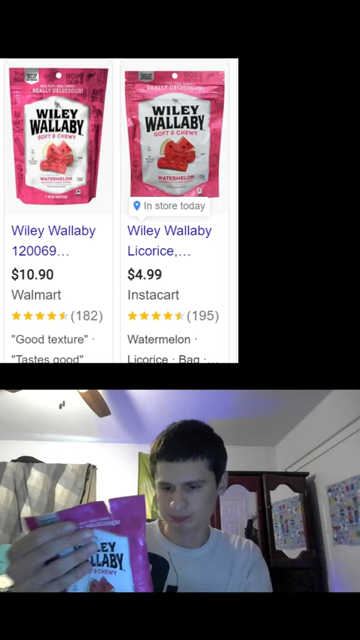 REALLY DELICIOUS!
WILEY
WALLABY
SOFT & CHEWY
WATERMELON
REALLY DELICIOUS!
WILEY
WALLABY
SOFT & CHEWY
WATERMELON
In store today
Wiley Wallaby
120069...
$10.90
Walmart
(182)
"Good texture" ·
"Tastes good"
Wiley Wallaby
Licorice,...
$4.99
Instacart
(195)
Watermelon ·
Licorice · Bag ·...
WILEY
WALLABY
& CHEWY